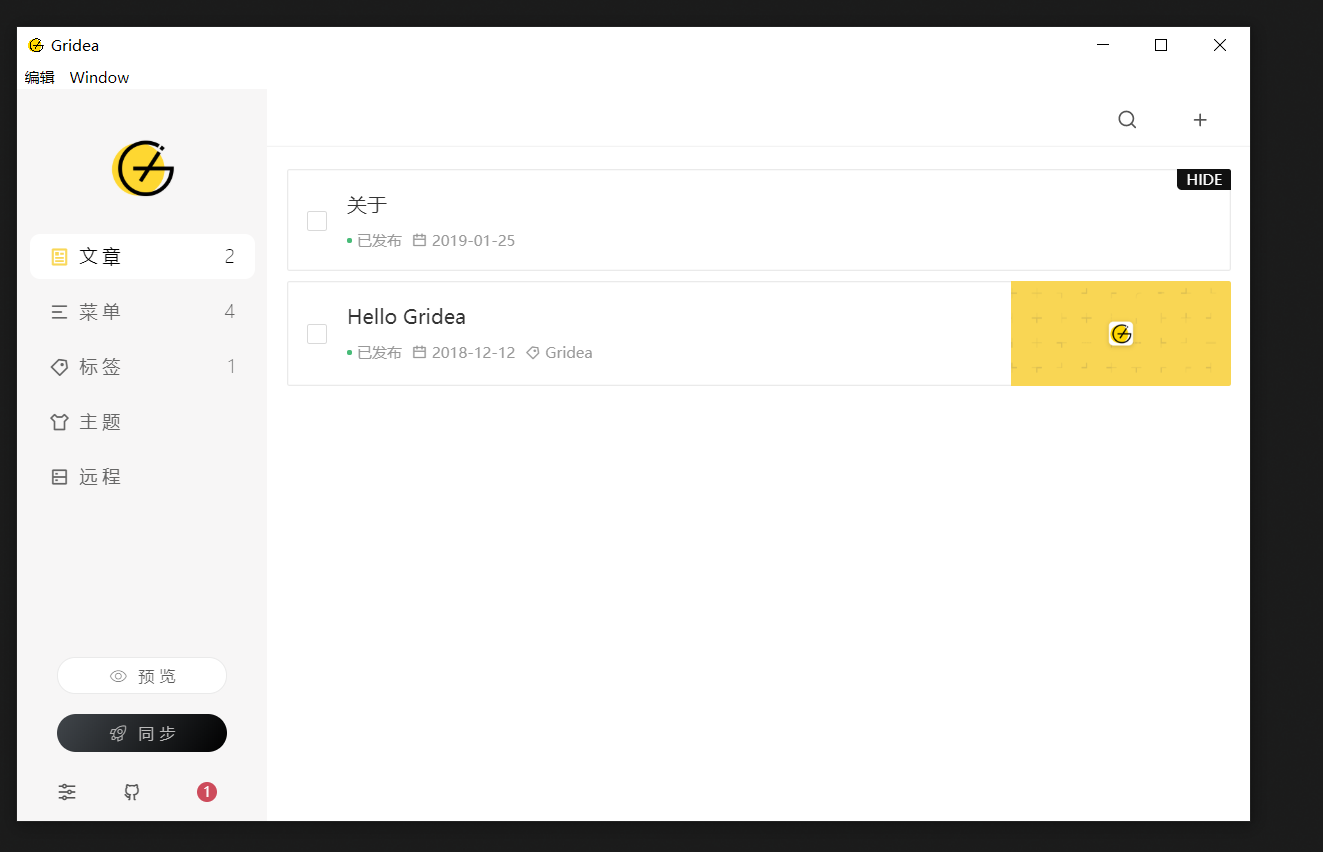 Gridea
编辑 Window
文章 2
菜单 4
标签 1
主题
远程
预览
同步
1
HIDE
关于
已发布 2019-01-25
Hello Gridea
已发布 2018-12-12 Gridea